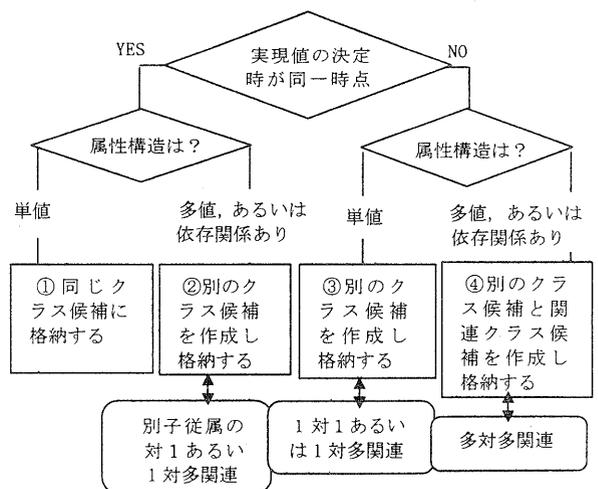 YES
実現値の決定
時が同一時点
NO
属性構造は？
属性構造は？
単値
多値，あるいは
依存関係あり
単値
多値，あるいは
依存関係あり
①同じク
ラス候補に
格納する
②別のク
ラス候補
を作成し
格納する
③別のク
ラス候補
を作成し
格納する
④別のクラ
ス候補と関
連クラス候
補を作成し
格納する
別子従属の
対１あるい
１対多関連
１対１あるい
は１対多関連
多対多関連